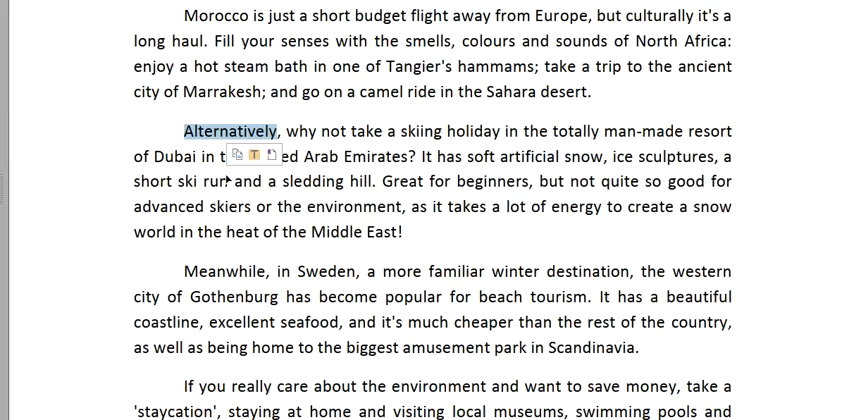 Morocco is just a short budget flight away from Europe, but culturally it's a
long haul. Fill your senses with the smells, colours and sounds of North Africa:
enjoy a hot steam bath in one of Tangier's hammams; take a trip to the ancient
city of Marrakesh; and go on a camel ride in the Sahara desert.
Alternatively, why not take a skiing holiday in the totally man-made resort
of Dubai in t ed Arab Emirates? It has soft artificial snow, ice sculptures, a
short ski run and a sledding hill. Great for beginners, but not quite so good for
advanced skiers or the environment, as it takes a lot of energy to create a snow
world in the heat of the Middle East!
Meanwhile, in Sweden, a more familiar winter destination, the western
city of Gothenburg has become popular for beach tourism. It has a beautiful
coastline, excellent seafood, and it's much cheaper than the rest of the country,
as well as being home to the biggest amusement park in Scandinavia.
If you really care about the environment and want to save money, take a
'staycation', staying at home and visiting local museums, swimming pools and